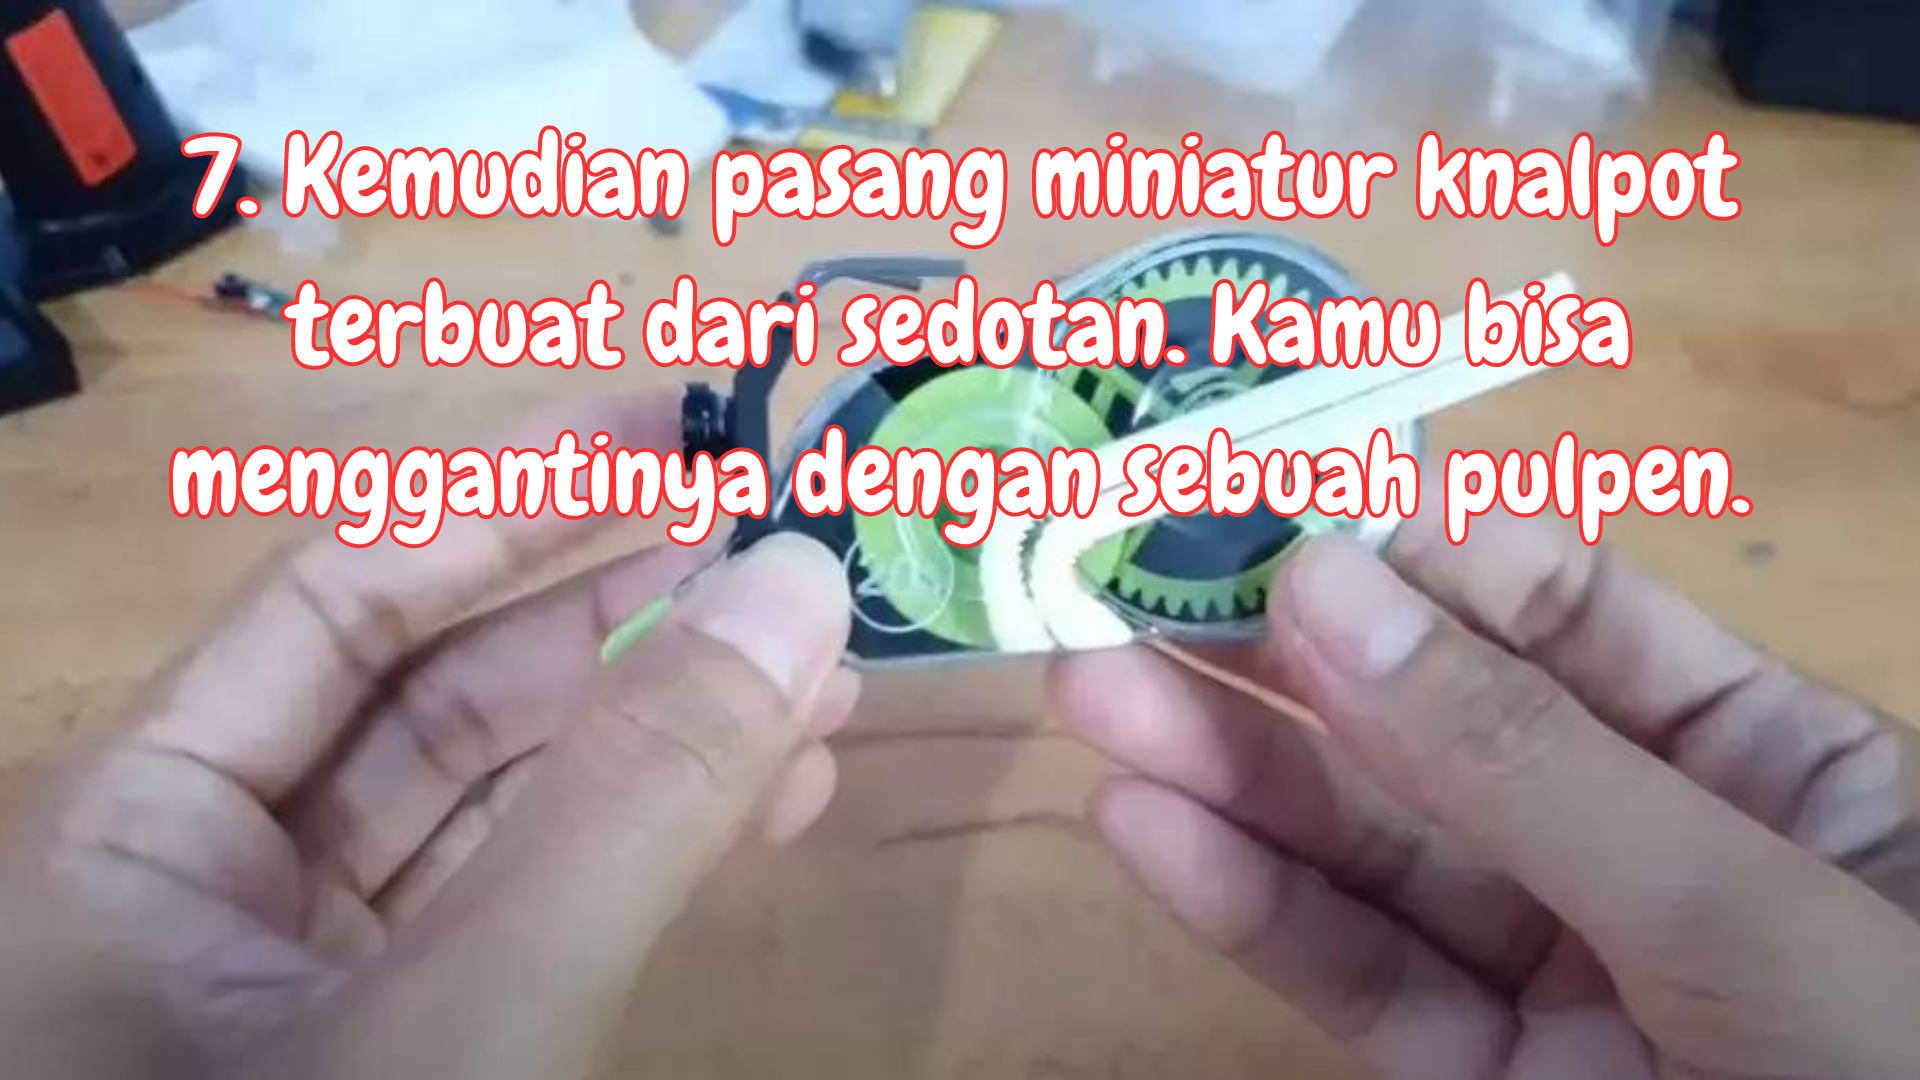 7. Kemudian pasang miniatur knalpot
terbuat dari sedotan. Kamu bisa
menggantinya dengan sebuah pulpen.